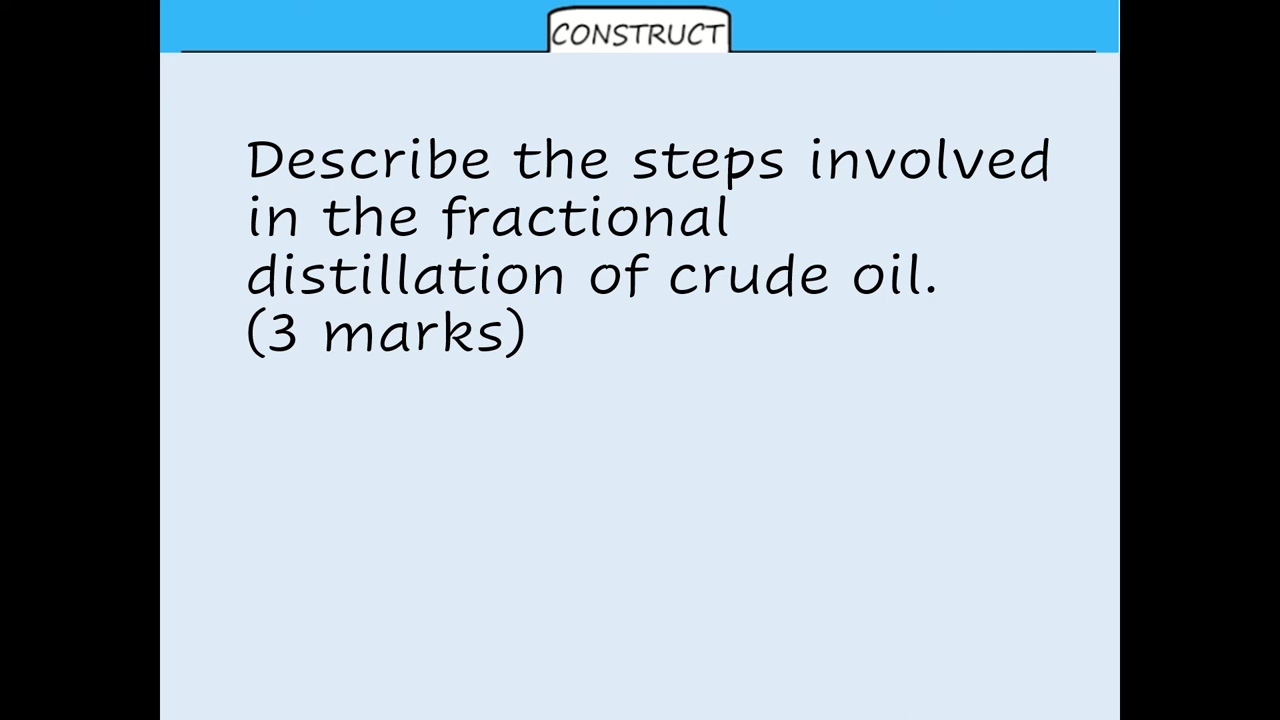 CONSTRUCT
Describe the steps involved
in the fractional
distillation of crude oil.
(3 marks)